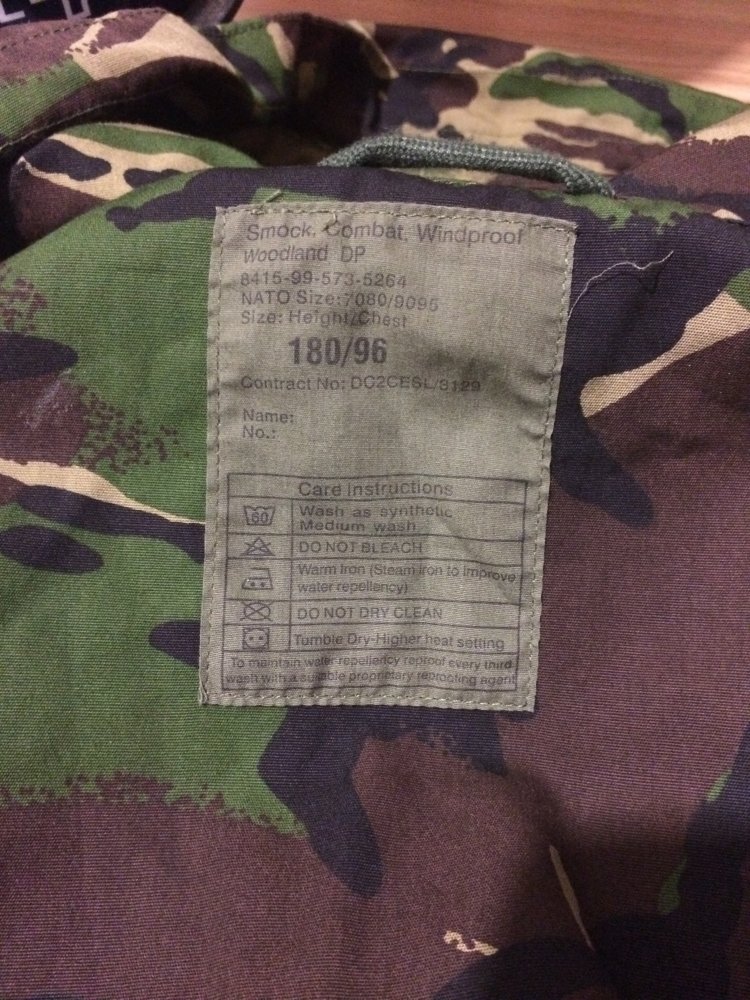 Smock, Combat, Windproof
Woodland DP
8415-99-573-5264
NATO Size:7080/9095
Size: Height/Chest
180/96
Contract No: DC2CESL/8129
Name:
No.:
Care Instructions
60
Wash as synthetic
Medium wash
DO NOT BLEACH
Warm Iron (Steam Iron to Improve
water repellency)
DO NOT DRY CLEAN
Tumble Dry-Higher heat setting
To maintain water repellency reproof every third
wash with a suitable proprietary reproofing agent